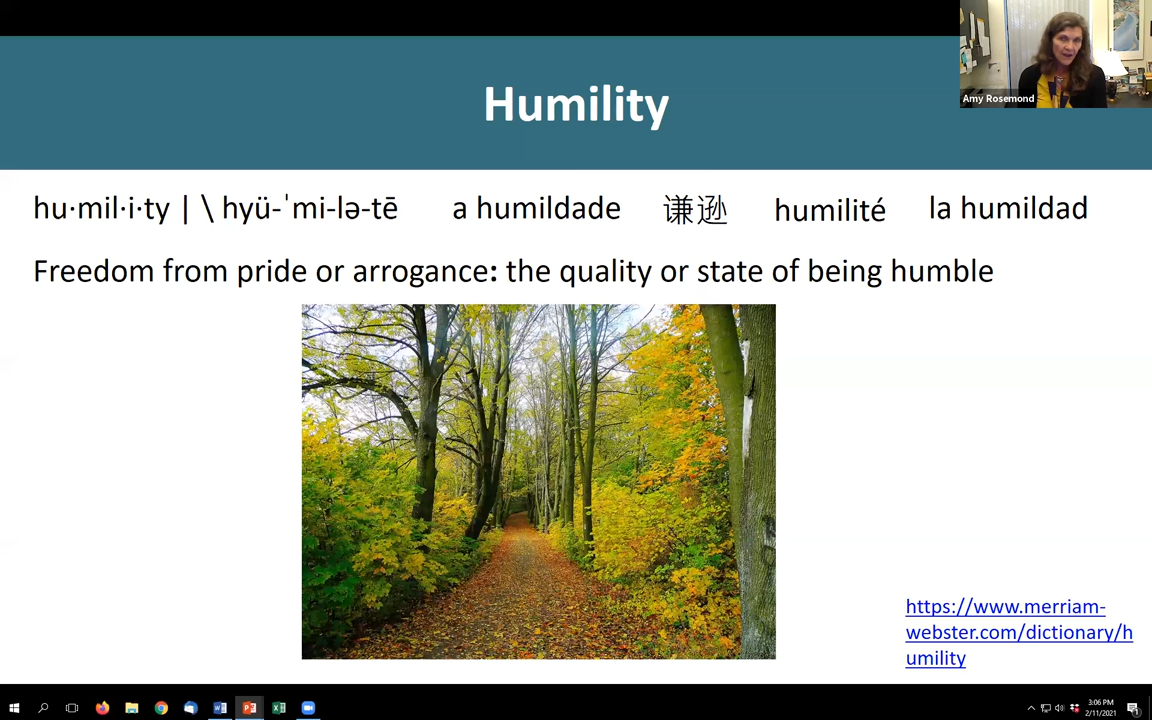 Humility
Amy Rosemond
hu·mil·i·ty | \ hyü-ˈmi-lə-tē a humildade 谦逊 humilité la humildad
Freedom from pride or arrogance: the quality or state of being humble
https://www.merriam-
webster.com/dictionary/h
umility
3:06 PM
2/11/2021